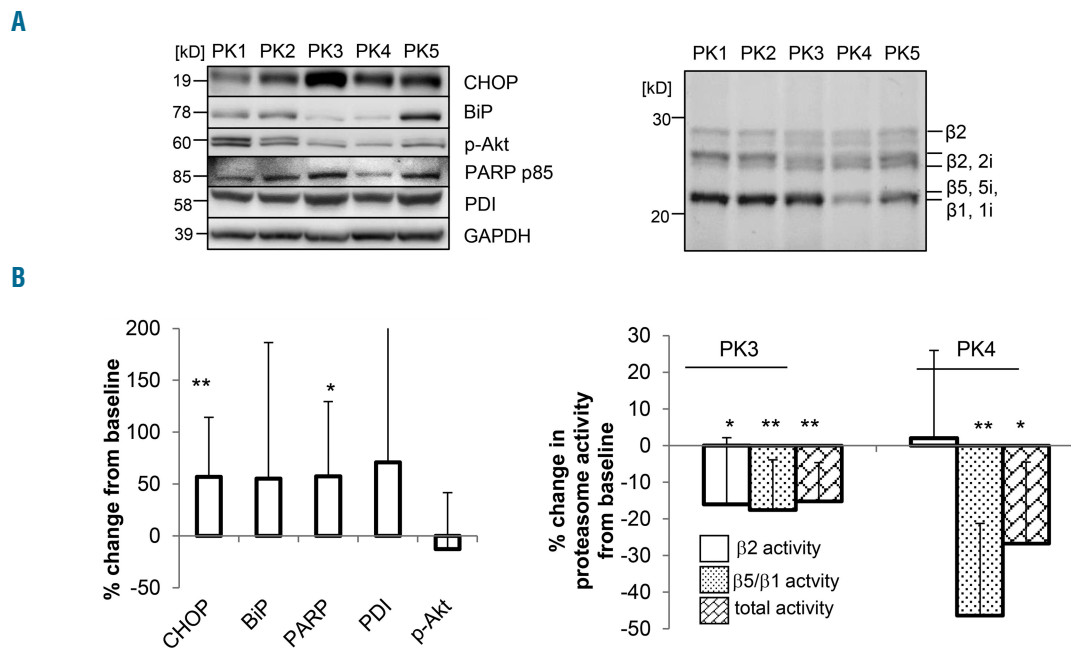 A
[kD] PK1 PK2 PK3 PK4 PK5
19 CHOP
78 BiP
60 p-Akt
85 PARP p85
58 PDI
39 GAPDH
PK1 PK2 PK3 PK4 PK5
[kD]
30
β2
β2, 2i
β5, 5i,
β1, 1i
20
B
% change from baseline
200
150
100
50
0
-50
**
*
CHOP
BiP
PARP
PDI
p-Akt
% change in
proteasome activity
from baseline
30
20
10
0
-10
-20
-30
-40
-50
PK3 PK4
* ** ** ** *
β2 activity
β5/β1 activity
total activity